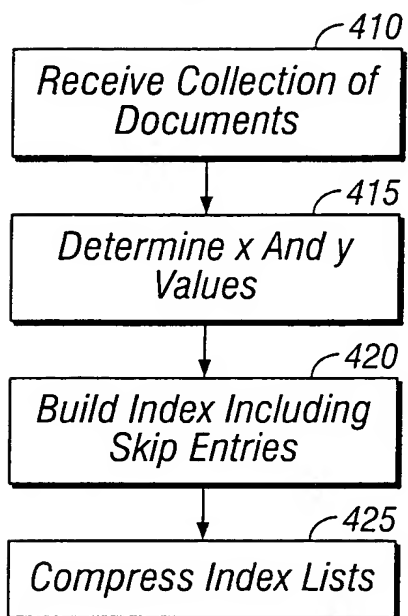 410
Receive Collection of
Documents
415
Determine x And y
Values
420
Build Index Including
Skip Entries
425
Compress Index Lists